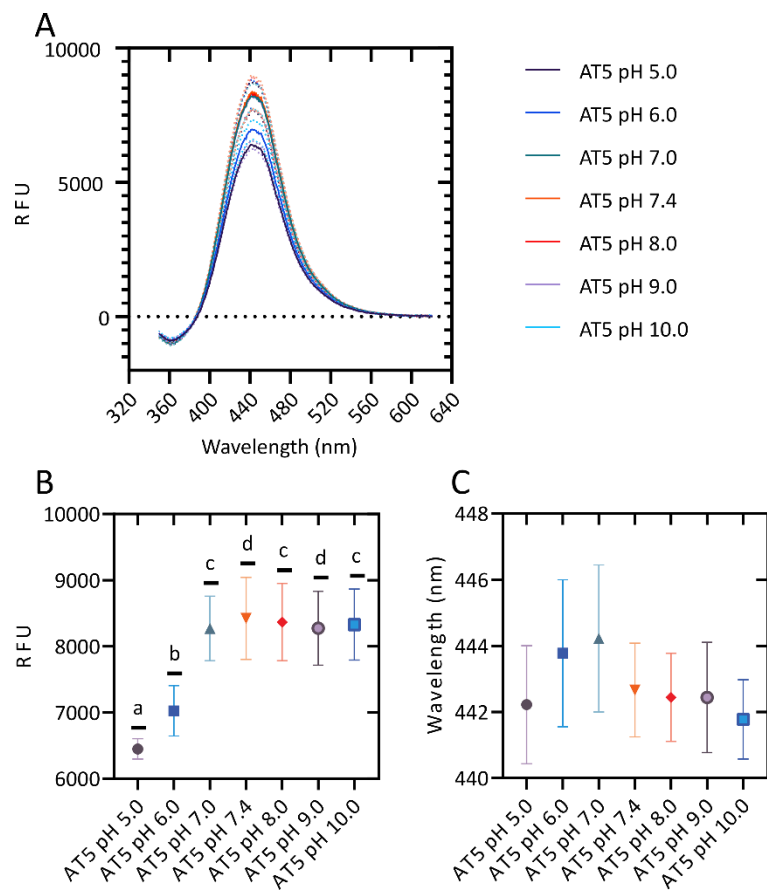 A
10000
5000
0
RFU
320
360
400
440
480
520
560
600
640
Wavelength (nm)
AT5 pH 5.0
AT5 pH 6.0
AT5 pH 7.0
AT5 pH 7.4
AT5 pH 8.0
AT5 pH 9.0
AT5 pH 10.0
B
10000
9000
8000
7000
6000
RFU
a
b
c
d
c
d
c
AT5 pH 5.0
AT5 pH 6.0
AT5 pH 7.0
AT5 pH 7.4
AT5 pH 8.0
AT5 pH 9.0
AT5 pH 10.0
C
448
446
444
442
440
Wavelength (nm)
AT5 pH 5.0
AT5 pH 6.0
AT5 pH 7.0
AT5 pH 7.4
AT5 pH 8.0
AT5 pH 9.0
AT5 pH 10.0